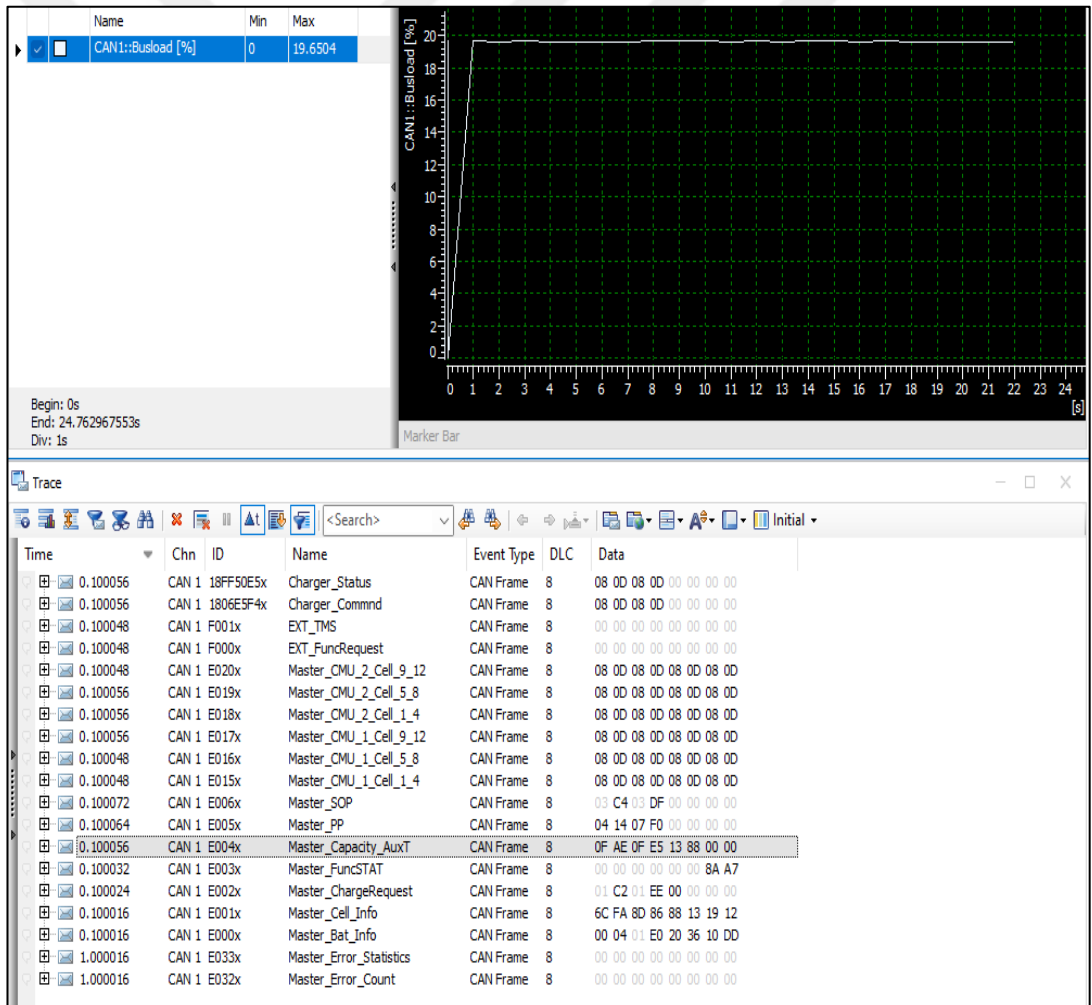 Name Min Max
CAN1::Busload [%] 0 19.6504
Begin: 0s
End: 24.762967553s
Div: 1s
CAN1::Busload [%]
20
18
16
14
12
10
8
6
4
2
0
0 1 2 3 4 5 6 7 8 9 10 11 12 13 14 15 16 17 18 19 20 21 22 23 24
[s]
Marker Bar
Trace
Δt <Search> Initial
Time Chn ID Name Event Type DLC Data
0.100056 CAN 1 18FF50E5x Charger_Status CAN Frame 8 08 0D 08 0D 00 00 00 00
0.100056 CAN 1 1806E5F4x Charger_Commnd CAN Frame 8 08 0D 08 0D 00 00 00 00
0.100048 CAN 1 F001x EXT_TMS CAN Frame 8 00 00 00 00 00 00 00 00
0.100048 CAN 1 F000x EXT_FuncRequest CAN Frame 8 00 00 00 00 00 00 00 00
0.100048 CAN 1 E020x Master_CMU_2_Cell_9_12 CAN Frame 8 08 0D 08 0D 08 0D 08 0D
0.100056 CAN 1 E019x Master_CMU_2_Cell_5_8 CAN Frame 8 08 0D 08 0D 08 0D 08 0D
0.100056 CAN 1 E018x Master_CMU_2_Cell_1_4 CAN Frame 8 08 0D 08 0D 08 0D 08 0D
0.100056 CAN 1 E017x Master_CMU_1_Cell_9_12 CAN Frame 8 08 0D 08 0D 08 0D 08 0D
0.100048 CAN 1 E016x Master_CMU_1_Cell_5_8 CAN Frame 8 08 0D 08 0D 08 0D 08 0D
0.100048 CAN 1 E015x Master_CMU_1_Cell_1_4 CAN Frame 8 08 0D 08 0D 08 0D 08 0D
0.100072 CAN 1 E006x Master_SOP CAN Frame 8 03 C4 03 DF 00 00 00 00
0.100064 CAN 1 E005x Master_PP CAN Frame 8 04 14 07 F0 00 00 00 00
0.100056 CAN 1 E004x Master_Capacity_AuxT CAN Frame 8 0F AE 0F E5 13 88 00 00
0.100032 CAN 1 E003x Master_FuncSTAT CAN Frame 8 00 00 00 00 00 00 8A A7
0.100024 CAN 1 E002x Master_ChargeRequest CAN Frame 8 01 C2 01 EE 00 00 00 00
0.100016 CAN 1 E001x Master_Cell_Info CAN Frame 8 6C FA 8D 86 88 13 19 12
0.100016 CAN 1 E000x Master_Bat_Info CAN Frame 8 00 04 01 E0 20 36 10 DD
1.000016 CAN 1 E033x Master_Error_Statistics CAN Frame 8 00 00 00 00 00 00 00 00
1.000016 CAN 1 E032x Master_Error_Count CAN Frame 8 00 00 00 00 00 00 00 00